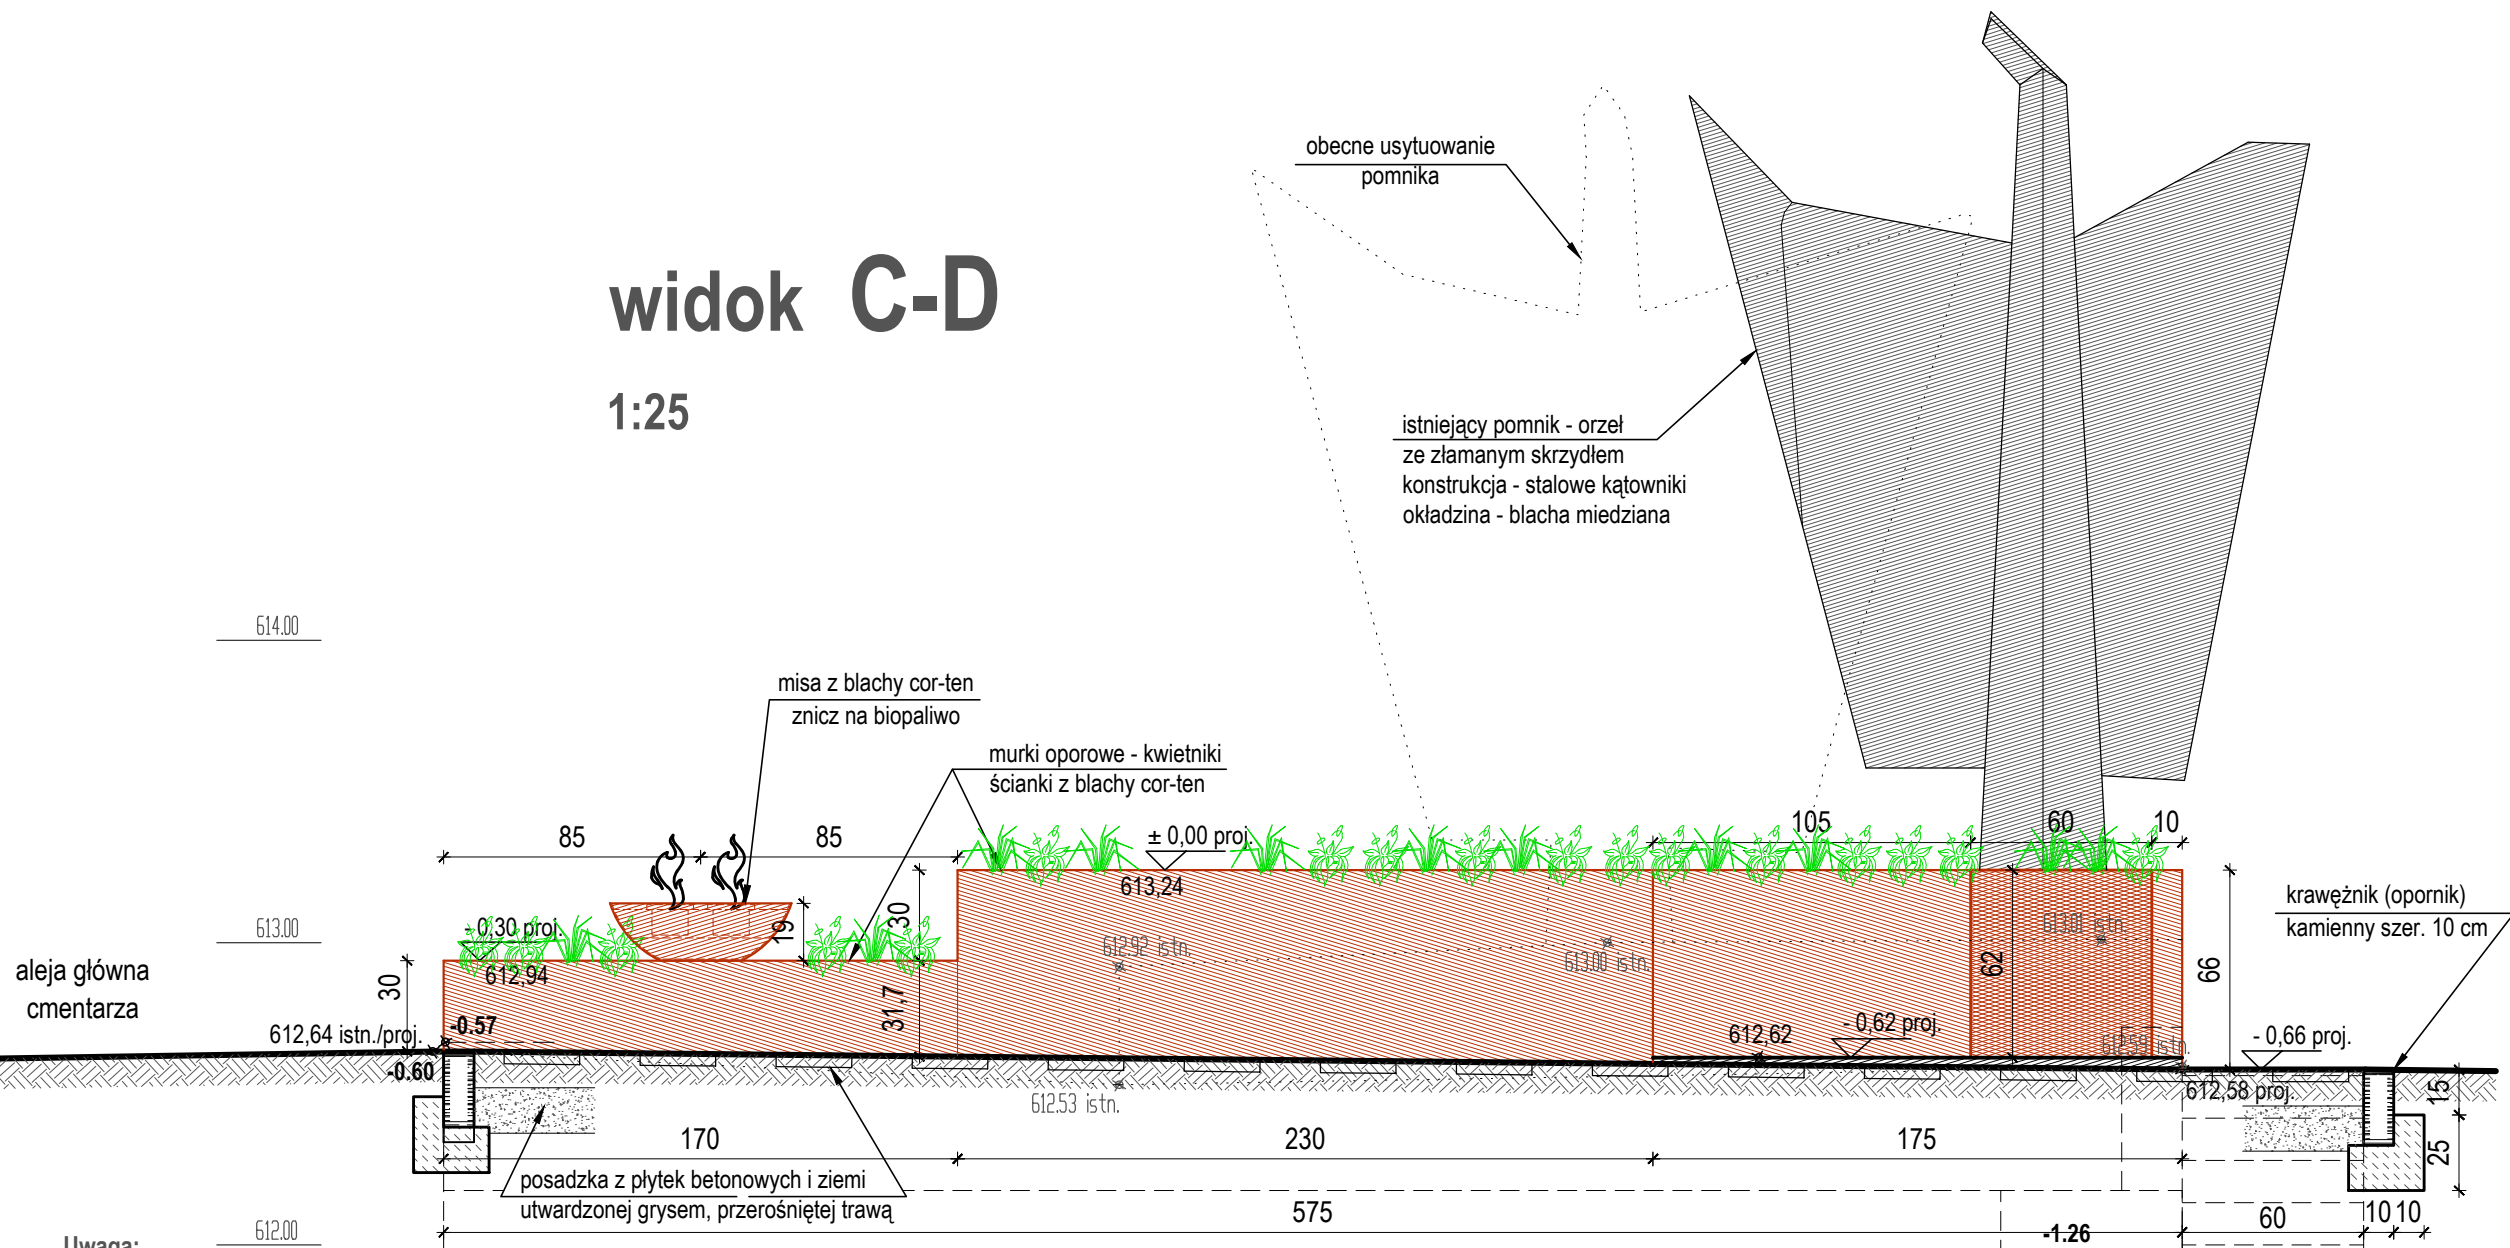 obecne usytuowanie
pomnika
widok C-D
1:25
istniejący pomnik - orzeł
ze złamanym skrzydłem
konstrukcja - stalowe kątowniki
okładzina - blacha miedziana
614.00
misa z blachy cor-ten
znicz na biopaliwo
murki oporowe - kwietniki
ścianki z blachy cor-ten
85
85
± 0,00 proj.
105
60
10
613,24
krawężnik (opornik)
kamienny szer. 10 cm
613.00
- 0,30 proj.
19
30
612.92 istn.
613.00 istn.
613.01 istn.
aleja główna
cmentarza
30
612,94
31,7
62
66
612,64 istn./proj.
-0.57
612,62
- 0,62 proj.
612.59 istn.
- 0,66 proj.
-0.60
612.53 istn.
612,58 proj.
15
170
230
175
25
posadzka z płytek betonowych i ziemi
utwardzonej grysem, przerośniętej trawą
575
60
10
10
612.00
-1.26
Uwaga: